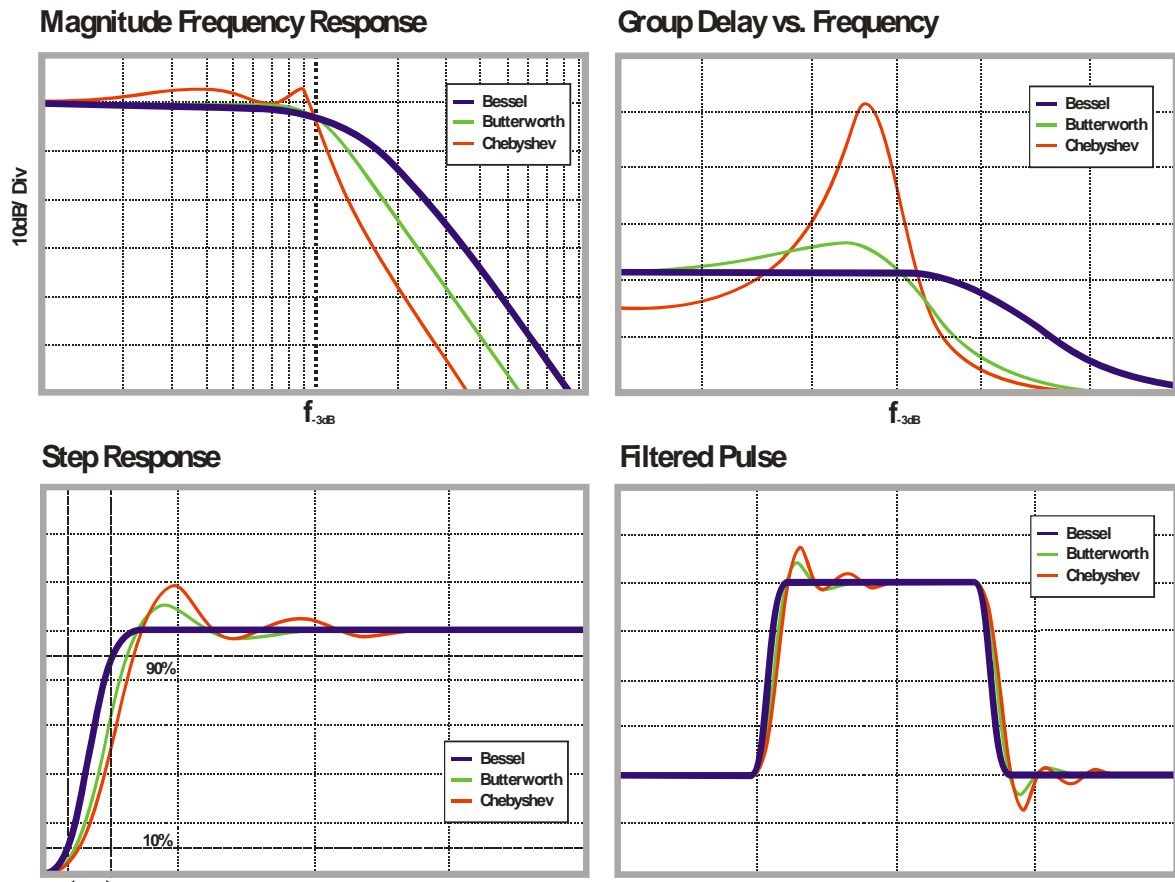 Magnitude Frequency Response
Bessel
Butterworth
Chebyshev
10dB/ Div
f-3dB
Group Delay vs. Frequency
Bessel
Butterworth
Chebyshev
f-3dB
Step Response
90%
Bessel
Butterworth
Chebyshev
10%
Filtered Pulse
Bessel
Butterworth
Chebyshev